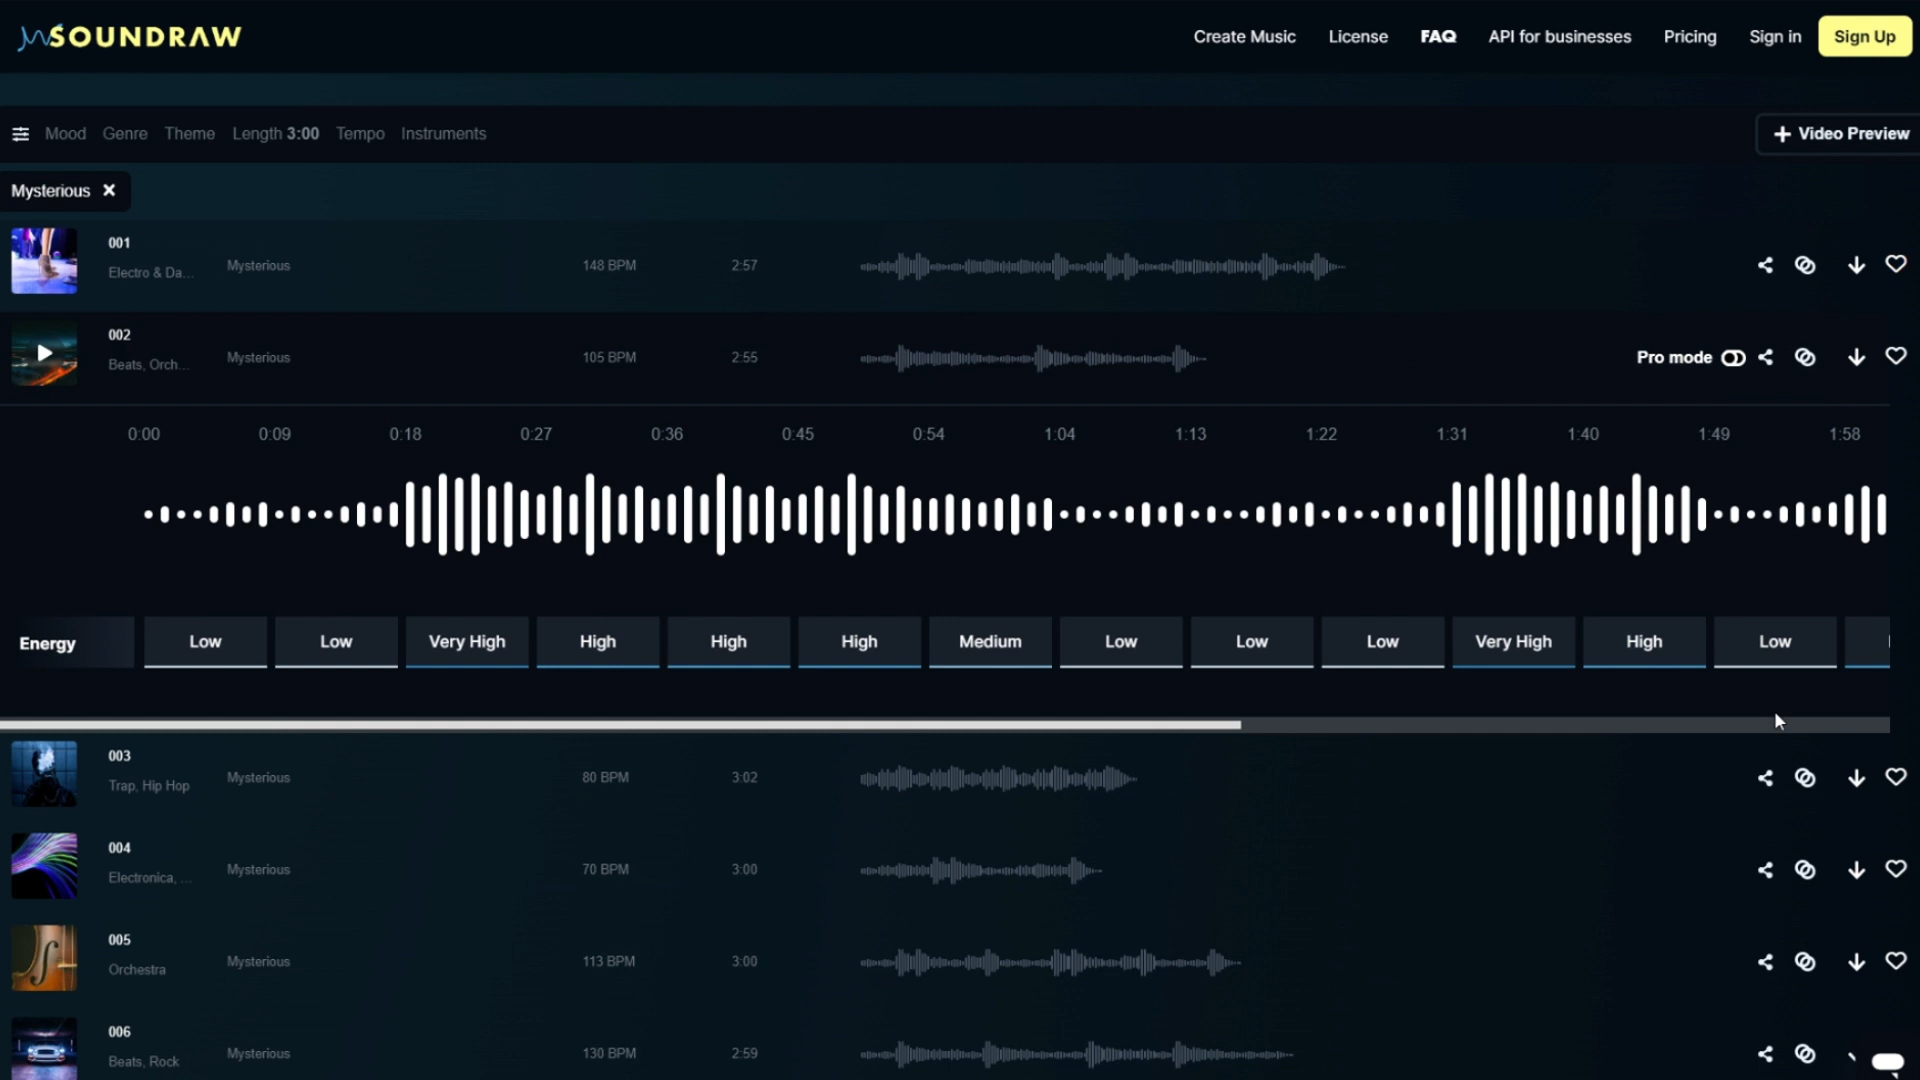 SOUNDRAW
Create Music License FAQ API for businesses Pricing Sign in Sign Up
Mood Genre Theme Length 3:00 Tempo Instruments
Video Preview
Mysterious
001
Electro & Da... Mysterious 148 BPM 2:57
002
Beats, Orch... Mysterious 105 BPM 2:55 Pro mode
0:00 0:09 0:18 0:27 0:36 0:45 0:54 1:04 1:13 1:22 1:31 1:40 1:49 1:58
Energy Low Low Very High High High High Medium Low Low Low Very High High Low
003
Trap, Hip Hop Mysterious 80 BPM 3:02
004
Electronica, ... Mysterious 70 BPM 3:00
005
Orchestra Mysterious 113 BPM 3:00
006
Beats, Rock Mysterious 130 BPM 2:59